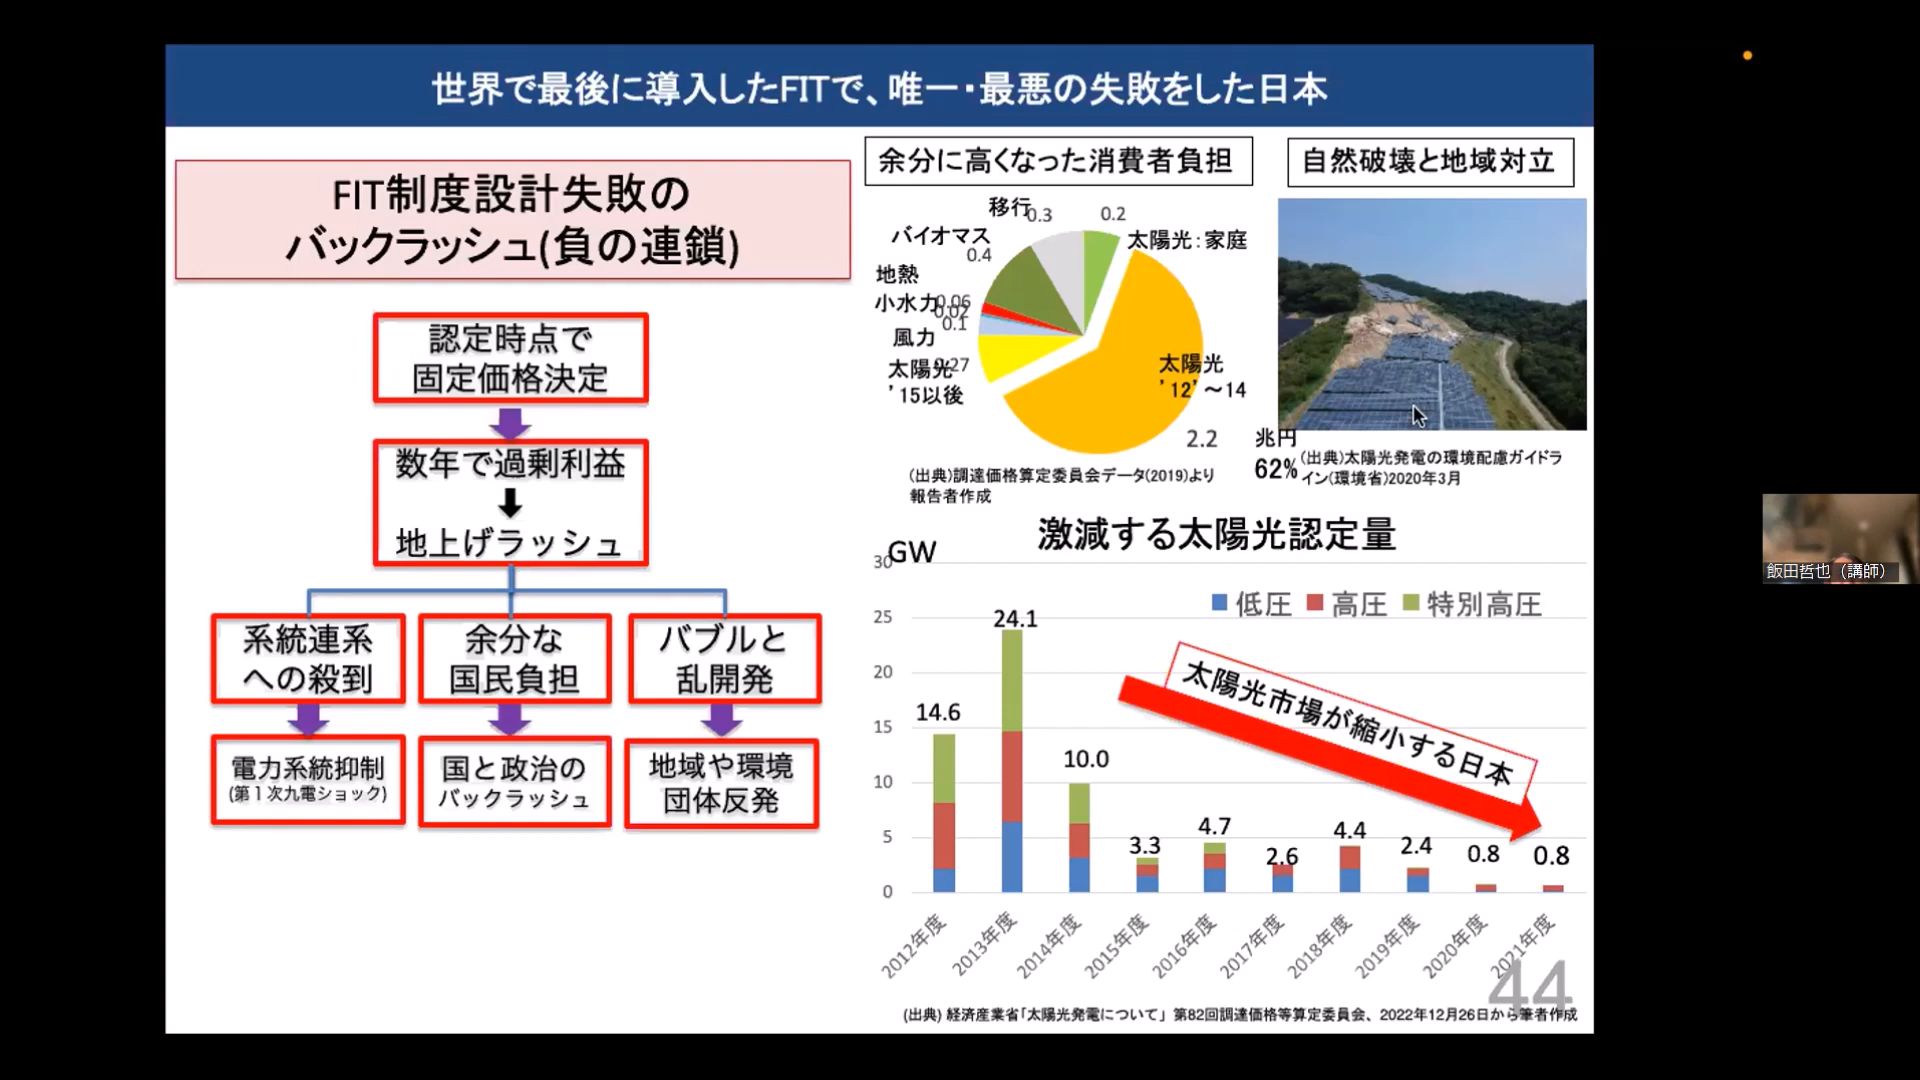 世界で最後に導入したFITで、唯一・最悪の失敗をした日本
FIT制度設計失敗の
バックラッシュ(負の連鎖)
認定時点で
固定価格決定
数年で過剰利益
地上げラッシュ
系統連系
への殺到
余分な
国民負担
バブルと
乱開発
電力系統抑制
(第１次九電ショック)
国と政治の
バックラッシュ
地域や環境
団体反発
余分に高くなった消費者負担
移行
0.3
0.2
バイオマス
0.4
太陽光：家庭
地熱
0.06
小水力
0.02
0.1
風力
太陽光
'15以後
太陽光
'12'～14
2.2
兆円
62%
(出典)調達価格算定委員会データ(2019)より
報告者作成
自然破壊と地域対立
(出典)太陽光発電の環境配慮ガイドラ
イン(環境省)2020年3月
激減する太陽光認定量
GW
30
25
20
15
10
5
0
低圧
高圧
特別高圧
14.6
24.1
10.0
3.3
4.7
2.6
4.4
2.4
0.8
0.8
太陽光市場が縮小する日本
2012年度
2013年度
2014年度
2015年度
2016年度
2017年度
2018年度
2019年度
2020年度
2021年度
44
(出典) 経済産業省「太陽光発電について」 第82回調達価格等算定委員会、 2022年12月26日から筆者作成
飯田哲也（講師）